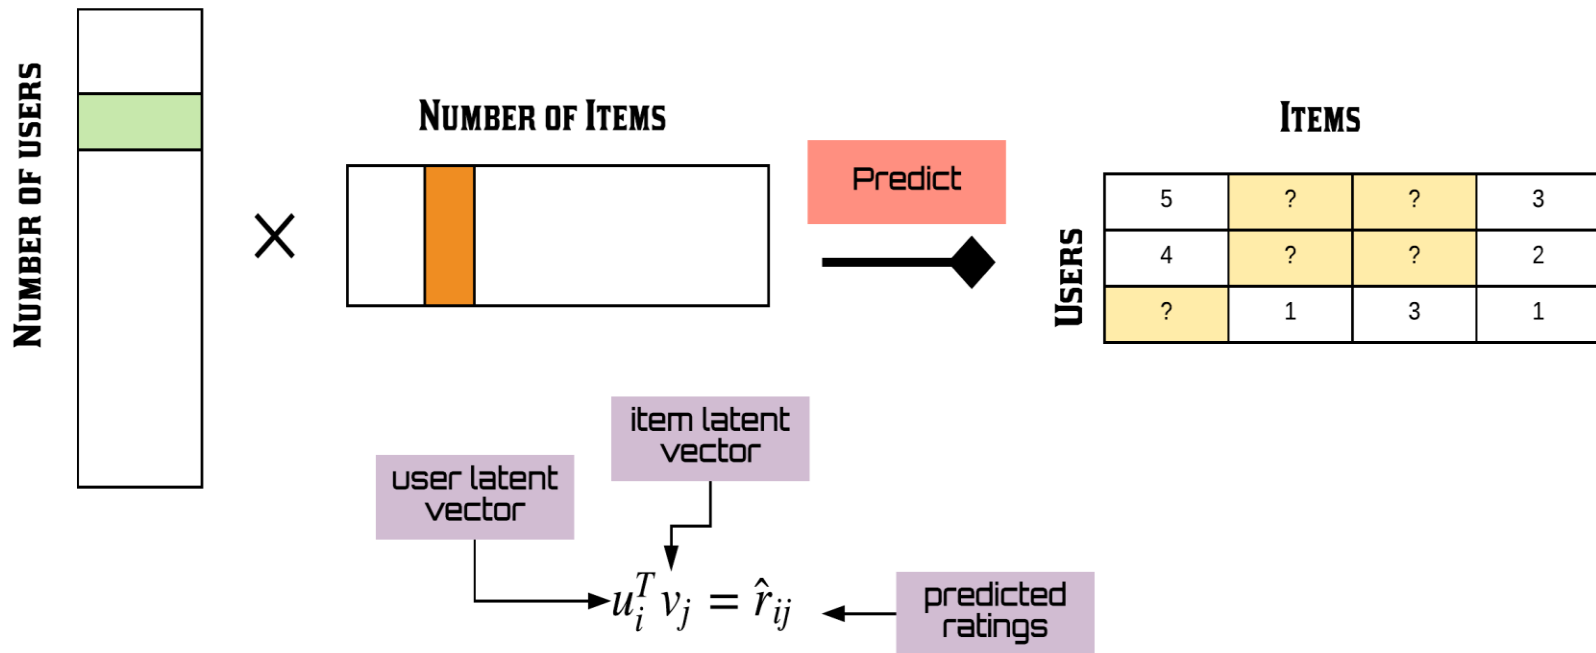 NUMBER OF USERS
NUMBER OF ITEMS
Predict
ITEMS
USERS
5 ? ? 3
4 ? ? 2
? 1 3 1
item latent
vector
user latent
vector
u_i^T v_j = r̂_ij
predicted
ratings